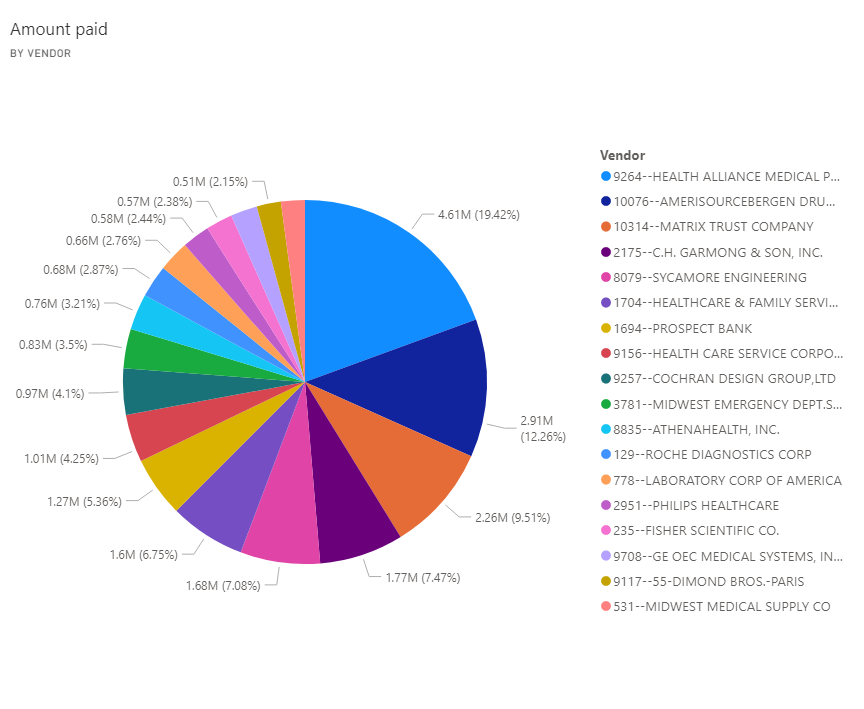 Amount paid
BY VENDOR
0.51M (2.15%)
0.57M (2.38%)
0.58M (2.44%)
0.66M (2.76%)
0.68M (2.87%)
0.76M (3.21%)
0.83M (3.5%)
0.97M (4.1%)
1.01M (4.25%)
1.27M (5.36%)
1.6M (6.75%)
1.68M (7.08%)
1.77M (7.47%)
2.26M (9.51%)
2.91M
(12.26%)
4.61M (19.42%)
Vendor
9264--HEALTH ALLIANCE MEDICAL P...
10076--AMERISOURCEBERGEN DRU...
10314--MATRIX TRUST COMPANY
2175--C.H. GARMONG & SON, INC.
8079--SYCAMORE ENGINEERING
1704--HEALTHCARE & FAMILY SERVI...
1694--PROSPECT BANK
9156--HEALTH CARE SERVICE CORPO...
9257--COCHRAN DESIGN GROUP,LTD
3781--MIDWEST EMERGENCY DEPT.S...
8835--ATHENAHEALTH, INC.
129--ROCHE DIAGNOSTICS CORP
778--LABORATORY CORP OF AMERICA
2951--PHILIPS HEALTHCARE
235--FISHER SCIENTIFIC CO.
9708--GE OEC MEDICAL SYSTEMS, IN...
9117--55-DIMOND BROS.-PARIS
531--MIDWEST MEDICAL SUPPLY CO